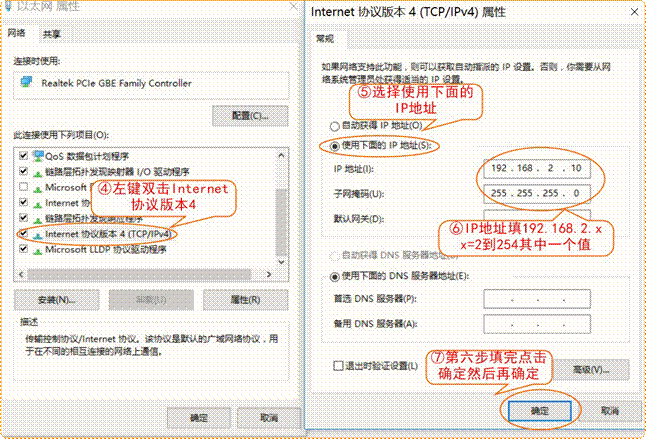 以太网 属性
网络 共享
连接时使用:
Realtek PCIe GBE Family Controller
配置(C)...
此连接使用下列项目(O):
QoS 数据包计划程序
链路层拓扑发现映射器 I/O 驱动程序
Microsoft
④左键双击Internet
协议版本4
Internet 协
链路层拓扑发现响应程序
Internet 协议版本 4 (TCP/IPv4)
Microsoft LLDP 协议驱动程序
安装(N)...
卸载(U)
属性(R)
描述
传输控制协议/Internet 协议。该协议是默认的广域网络协议，用
于在不同的相互连接的网络上通信。
确定
取消
Internet 协议版本 4 (TCP/IPv4) 属性
常规
如果网络支持此功能，则可以获取自动指派的 IP 设置。否则，你需要从网
络系统管理员处获得适当的 IP 设置。
⑤选择使用下面的
IP地址
自动获得 IP 地址(O)
使用下面的 IP 地址(S):
IP 地址(I):
192 . 168 . 2 . 10
子网掩码(U):
255 . 255 . 255 . 0
默认网关(D):
⑥IP地址填192.168.2.x
x=2到254其中一个值
自动获得 DNS 服务器地址(B)
使用下面的 DNS 服务器地址(E):
首选 DNS 服务器(P):
备用 DNS 服务器(A):
⑦第六步填完点击
确定然后再确定
退出时验证设置(L)
高级(V)...
确定
取消